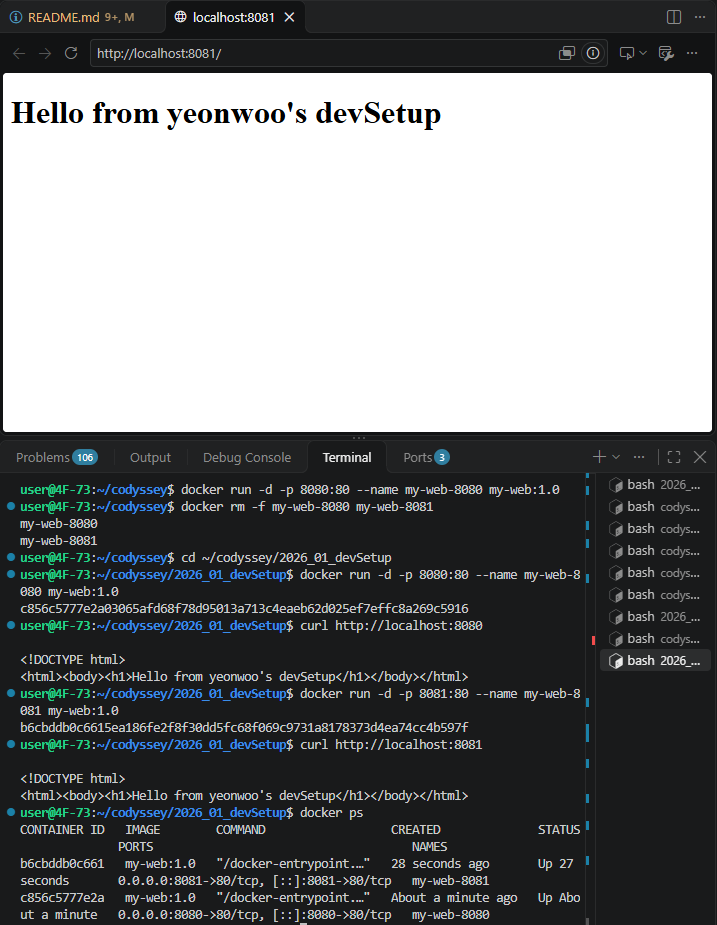 README.md 9+, M
localhost:8081
http://localhost:8081/
Hello from yeonwoo's devSetup
Problems 106 Output Debug Console Terminal Ports 3
user@4F-73:~/codyssey$ docker run -d -p 8080:80 --name my-web-8080 my-web:1.0
user@4F-73:~/codyssey$ docker rm -f my-web-8080 my-web-8081
my-web-8080
my-web-8081
user@4F-73:~/codyssey$ cd ~/codyssey/2026_01_devSetup
user@4F-73:~/codyssey/2026_01_devSetup$ docker run -d -p 8080:80 --name my-web-8
080 my-web:1.0
c856c5777e2a03065afd68f78d95013a713c4eaeb62d025ef7effc8a269c5916
user@4F-73:~/codyssey/2026_01_devSetup$ curl http://localhost:8080
<!DOCTYPE html>
<html><body><h1>Hello from yeonwoo's devSetup</h1></body></html>
user@4F-73:~/codyssey/2026_01_devSetup$ docker run -d -p 8081:80 --name my-web-8
081 my-web:1.0
b6cbddb0c6615ea186fe2f8f30dd5fc68f069c9731a8178373d4ea74cc4b597f
user@4F-73:~/codyssey/2026_01_devSetup$ curl http://localhost:8081
<!DOCTYPE html>
<html><body><h1>Hello from yeonwoo's devSetup</h1></body></html>
user@4F-73:~/codyssey/2026_01_devSetup$ docker ps
CONTAINER ID IMAGE COMMAND CREATED STATUS
PORTS NAMES
b6cbddb0c661 my-web:1.0 "/docker-entrypoint.…" 28 seconds ago Up 27
seconds 0.0.0.0:8081->80/tcp, [::]:8081->80/tcp my-web-8081
c856c5777e2a my-web:1.0 "/docker-entrypoint.…" About a minute ago Up Abo
ut a minute 0.0.0.0:8080->80/tcp, [::]:8080->80/tcp my-web-8080
bash 2026_...
bash codys...
bash codys...
bash codys...
bash codys...
bash codys...
bash 2026_...
bash codys...
bash 2026_...